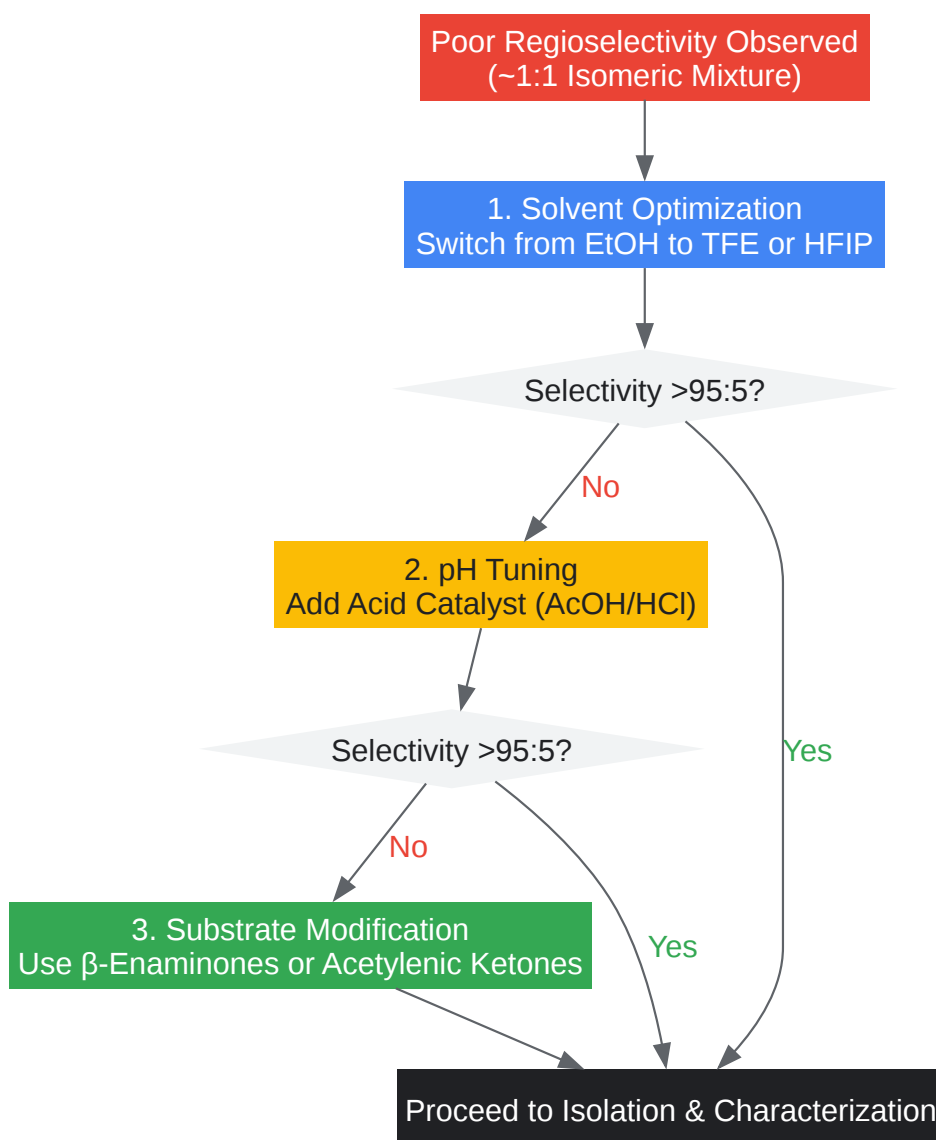 Poor Regioselectivity Observed
(~1:1 Isomeric Mixture)
1. Solvent Optimization
Switch from EtOH to TFE or HFIP
Selectivity >95:5?
No
2. pH Tuning
Add Acid Catalyst (AcOH/HCl)
Selectivity >95:5?
Yes
No
3. Substrate Modification
Use β-Enaminones or Acetylenic Ketones
Yes
Proceed to Isolation & Characterization